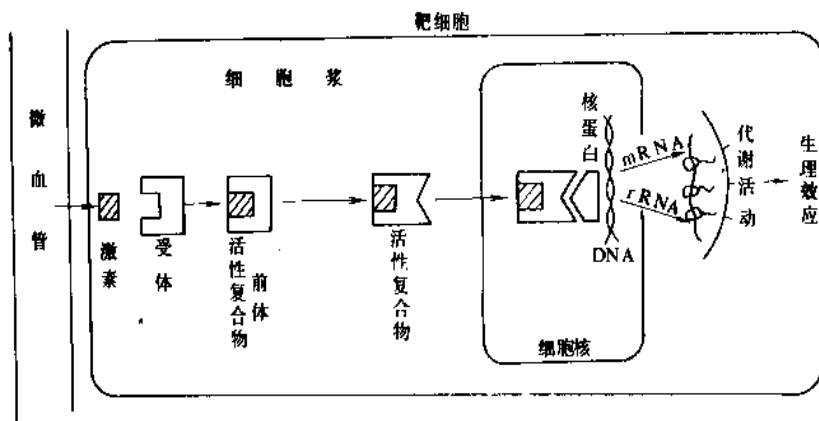 靶细胞
细胞浆
微血管
激素
受体
活性复合物
前体
活性复合物
核蛋白
mRNA
rRNA
DNA
细胞核
代谢活动
生理效应